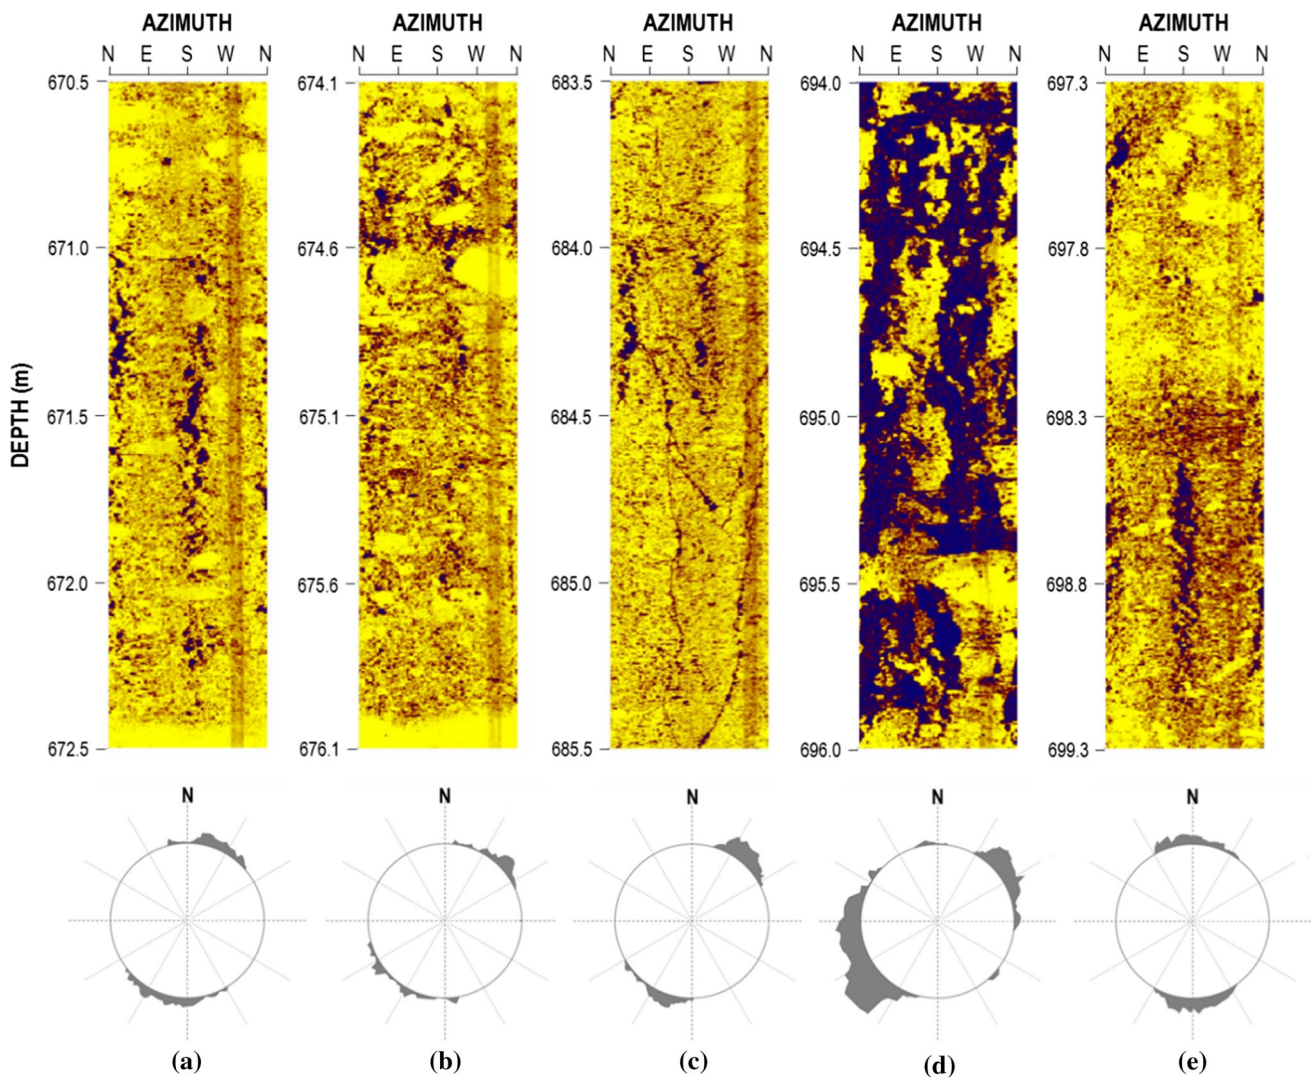 AZIMUTH AZIMUTH AZIMUTH AZIMUTH AZIMUTH
N E S W N N E S W N N E S W N N E S W N N E S W N
670.5 674.1 683.5 694.0 697.3
671.0 674.6 684.0 694.5 697.8
671.5 675.1 684.5 695.0 698.3
672.0 675.6 685.0 695.5 698.8
672.5 676.1 685.5 696.0 699.3
DEPTH (m)
N N N N N
(a) (b) (c) (d) (e)